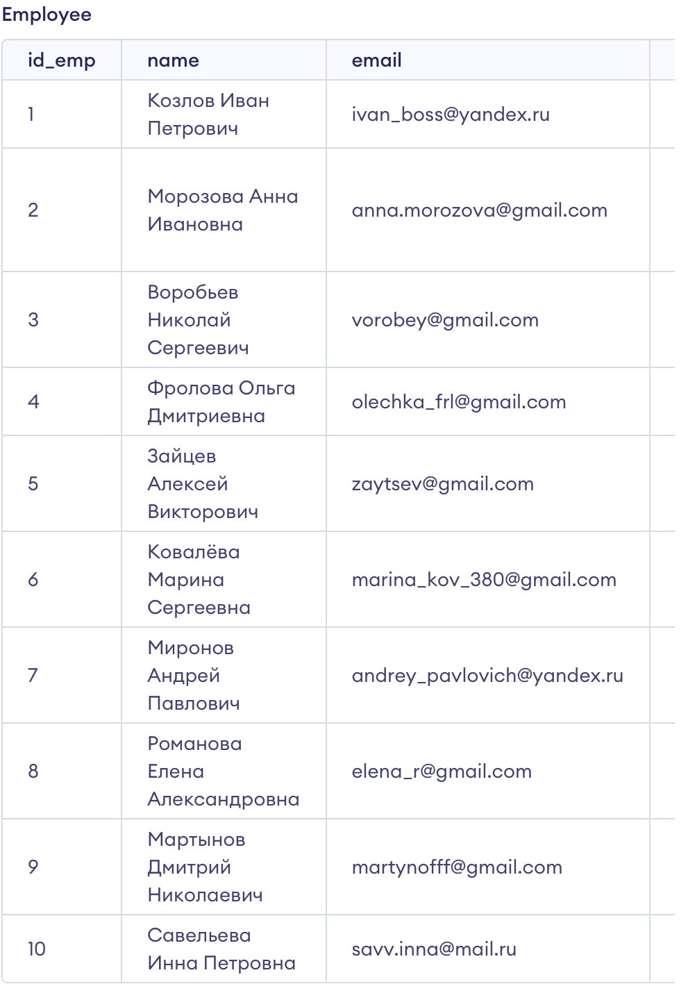 Employee
id_emp name email
1 Козлов Иван Петрович ivan_boss@yandex.ru
2 Морозова Анна Ивановна anna.morozova@gmail.com
3 Воробьев Николай Сергеевич vorobey@gmail.com
4 Фролова Ольга Дмитриевна olechka_frl@gmail.com
5 Зайцев Алексей Викторович zaytsev@gmail.com
6 Ковалёва Марина Сергеевна marina_kov_380@gmail.com
7 Миронов Андрей Павлович andrey_pavlovich@yandex.ru
8 Романова Елена Александровна elena_r@gmail.com
9 Мартынов Дмитрий Николаевич martynofff@gmail.com
10 Савельева Инна Петровна savv.inna@mail.ru